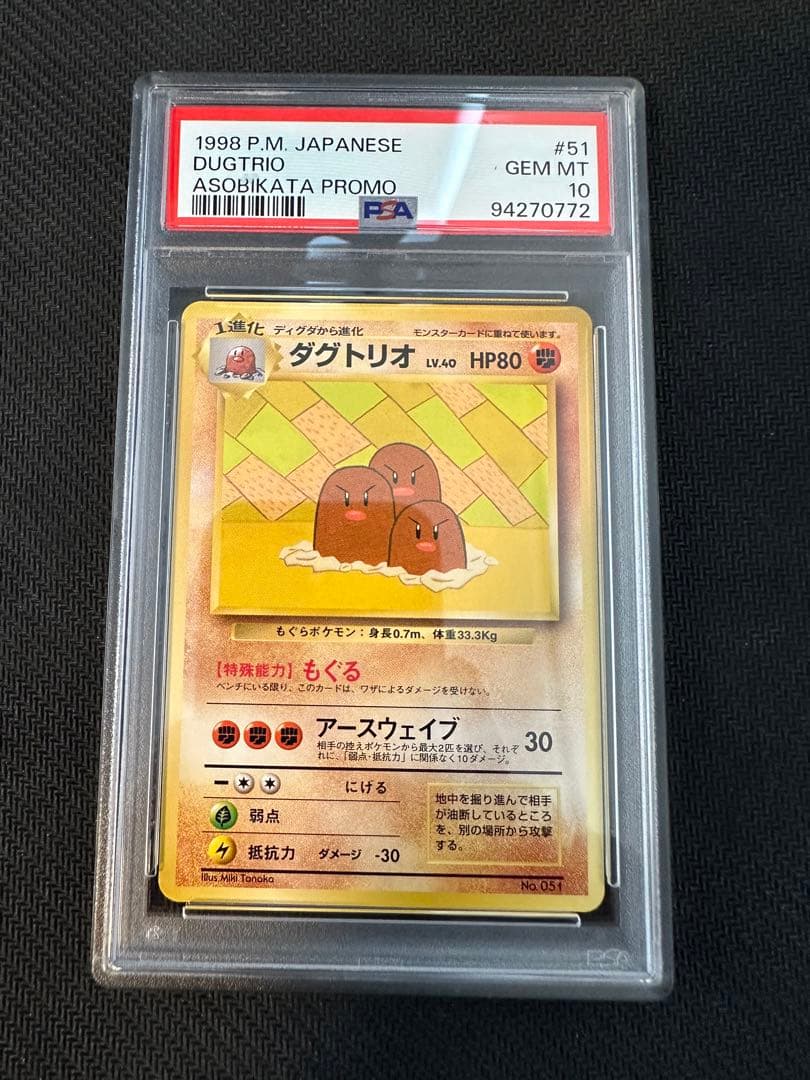 1998 P.M. JAPANESE #51
DUGTRIO GEM MT
ASOBIKATA PROMO 10
PSA 94270772
1進化 ディグダから進化 モンスターカードに重ねて使います。
ダグトリオ LV.40 HP80
もぐらポケモン：身長0.7m、体重33.3Kg
【特殊能力】もぐる
ベンチにいる限り、このカードは、ワザによるダメージを受けない。
アースウェイブ 30
相手の控えポケモンから最大2匹を選び、それぞ
れに、「弱点・抵抗力」に関係なく10ダメージ。
ー にげる
弱点
抵抗力 ダメージ -30
地中を掘り進んで相手
が油断しているところ
を、別の場所から攻撃
する。
Illus.Miki Tanaka No.051
® PSA